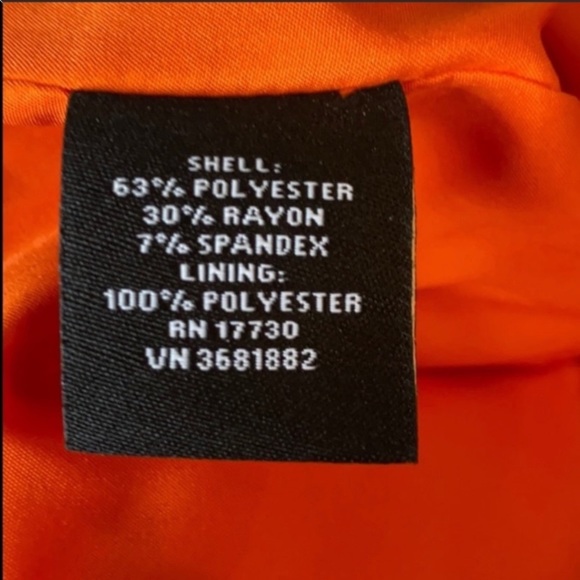 SHELL:
63% POLYESTER
30% RAYON
7% SPANDEX
LINING:
100% POLYESTER
RN 17730
VN 3681882